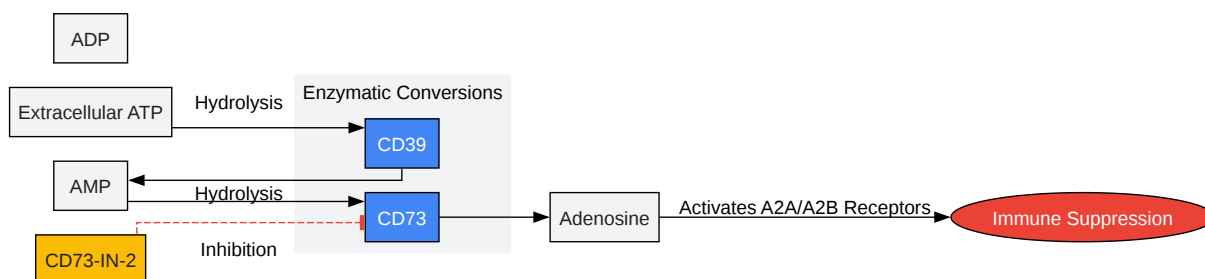 ADP
Extracellular ATP
Hydrolysis
Enzymatic Conversions
CD39
AMP
Hydrolysis
CD73
Adenosine
Activates A2A/A2B Receptors
Immune Suppression
CD73-IN-2
Inhibition